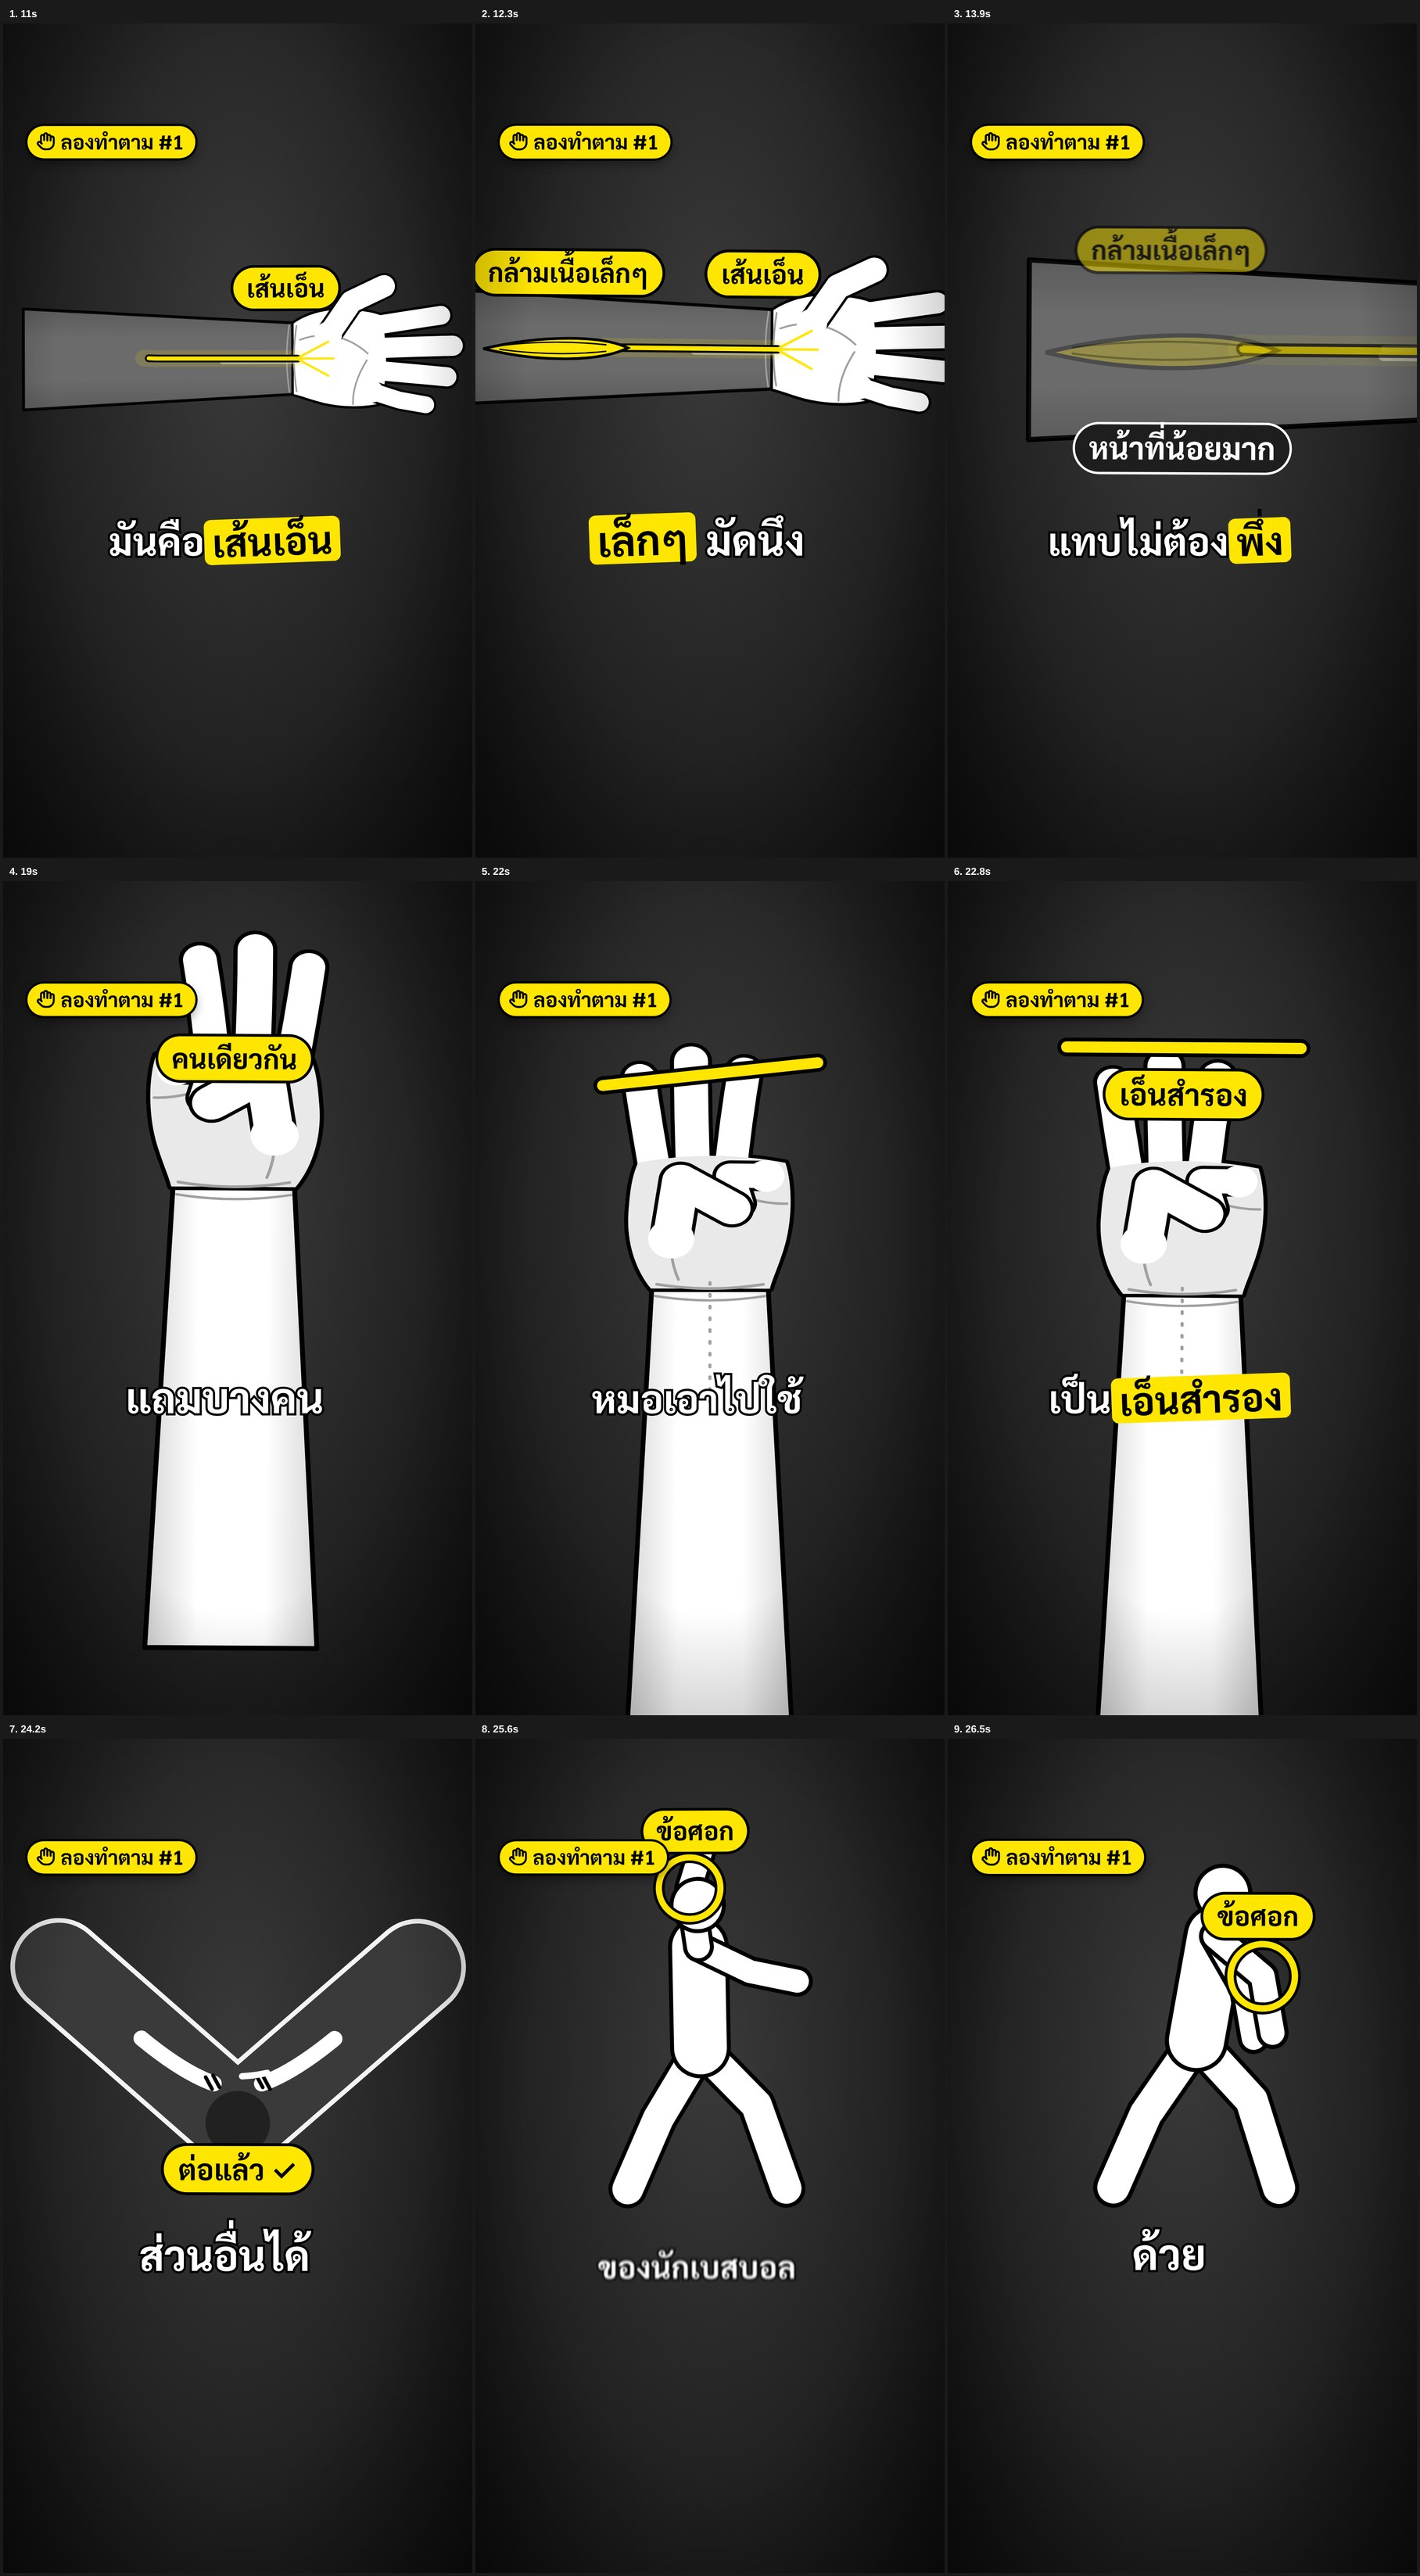 1. 11s
ลองทำตาม #1
เส้นเอ็น
มันคือเส้นเอ็น
2. 12.3s
ลองทำตาม #1
กล้ามเนื้อเล็กๆ
เส้นเอ็น
เล็กๆ มัดนึง
3. 13.9s
ลองทำตาม #1
กล้ามเนื้อเล็กๆ
หน้าที่น้อยมาก
แทบไม่ต้องพึ่ง
4. 19s
ลองทำตาม #1
คนเดียวกัน
แถมบางคน
5. 22s
ลองทำตาม #1
หมอเอาไปใช้
6. 22.8s
ลองทำตาม #1
เอ็นสำรอง
เป็นเอ็นสำรอง
7. 24.2s
ลองทำตาม #1
ต่อแล้ว ✓
ส่วนอื่นได้
8. 25.6s
ข้อศอก
ลองทำตาม #1
ของนักเบสบอล
9. 26.5s
ลองทำตาม #1
ข้อศอก
ด้วย